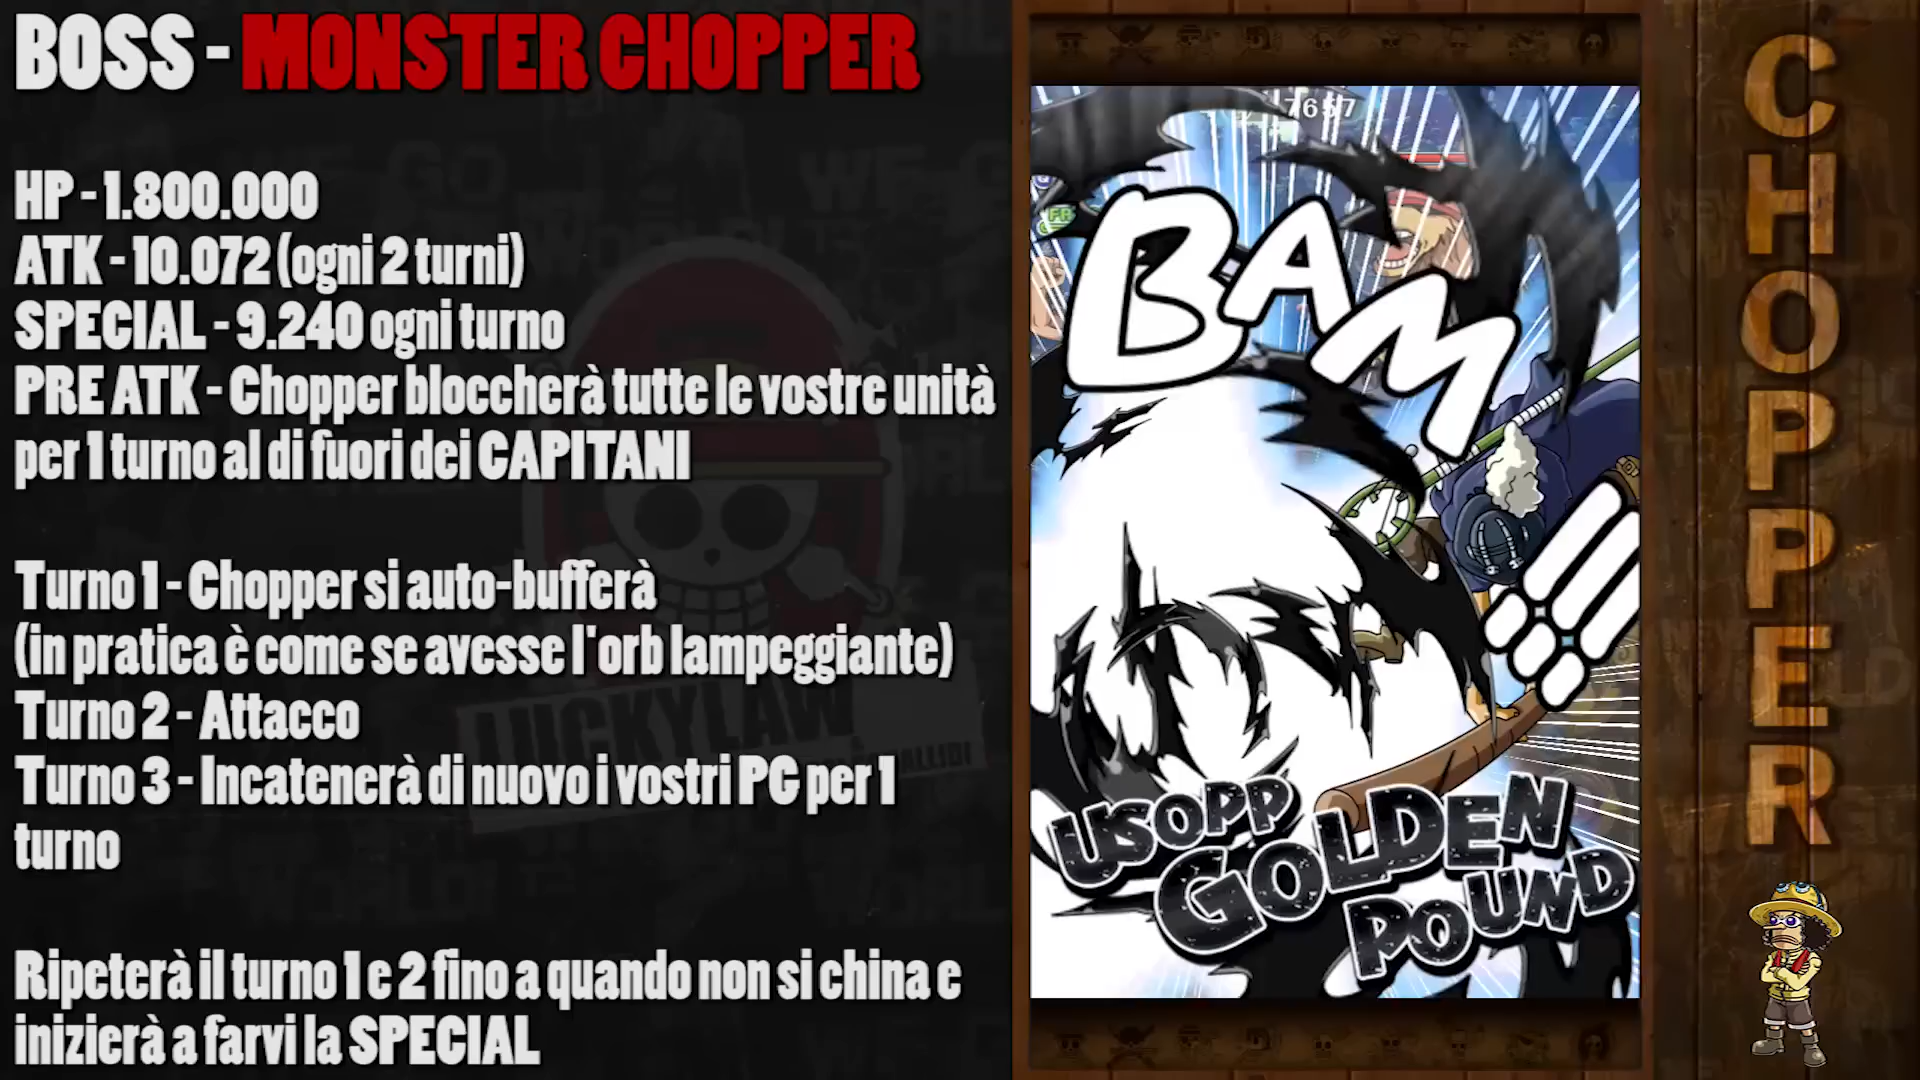 BOSS - MONSTER CHOPPER
HP - 1.800.000
ATK - 10.072 (ogni 2 turni)
SPECIAL - 9.240 ogni turno
PRE ATK - Chopper bloccherà tutte le vostre unità
per 1 turno al di fuori dei CAPITANI
Turno 1 - Chopper si auto-bufferà
(in pratica è come se avesse l'orb lampeggiante)
Turno 2 - Attacco
Turno 3 - Incatenerà di nuovo i vostri PG per 1
turno
Ripeterà il turno 1 e 2 fino a quando non si china e
inizierà a farvi la SPECIAL
LUCKYLAW
7657
BAM
!!!
USOPP
GOLDEN
POUND
CHOPPER